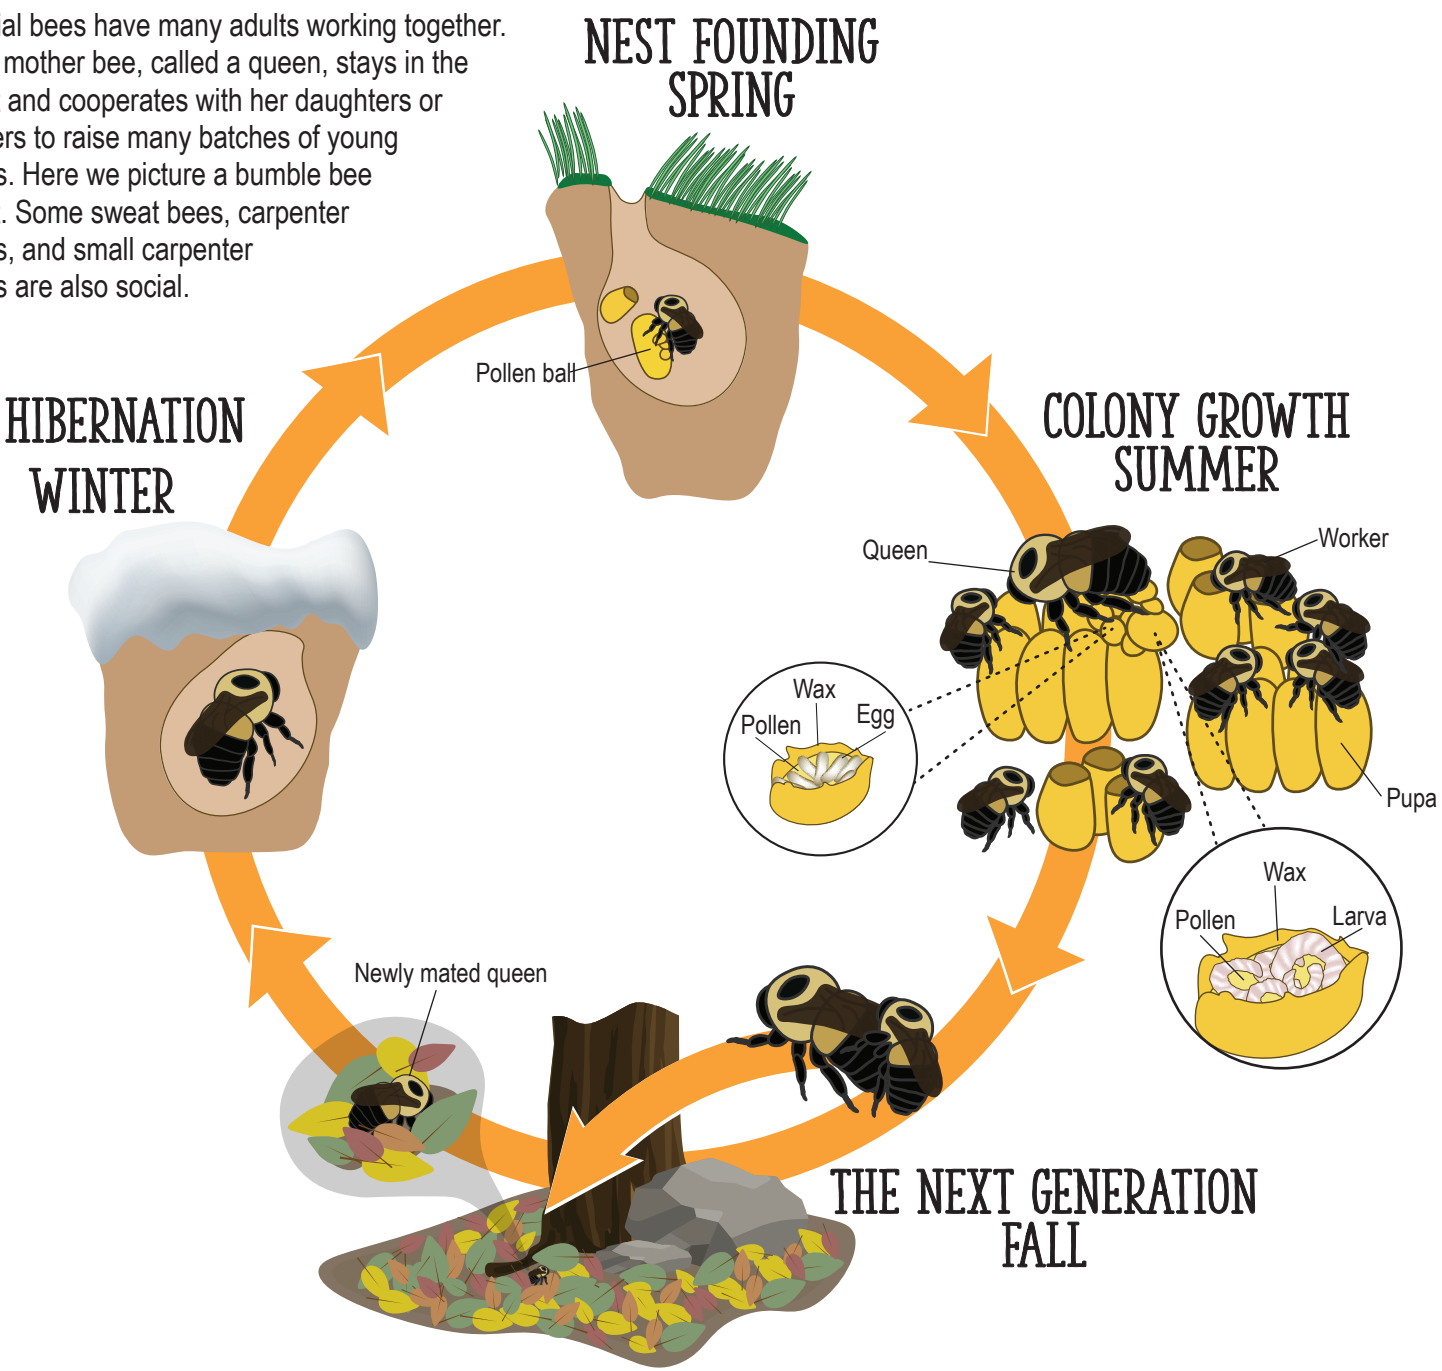 bees have many adults working together.
mother bee, called a queen, stays in the
and cooperates with her daughters or
to raise many batches of young
Here we picture a bumble bee
Some sweat bees, carpenter
and small carpenter
are also social.
NEST FOUNDING
SPRING
Pollen ball
HIBERNATION
WINTER
COLONY GROWTH
SUMMER
Queen
Worker
Wax
Pollen
Egg
Pupa
Wax
Pollen
Larva
Newly mated queen
THE NEXT GENERATION
FALL